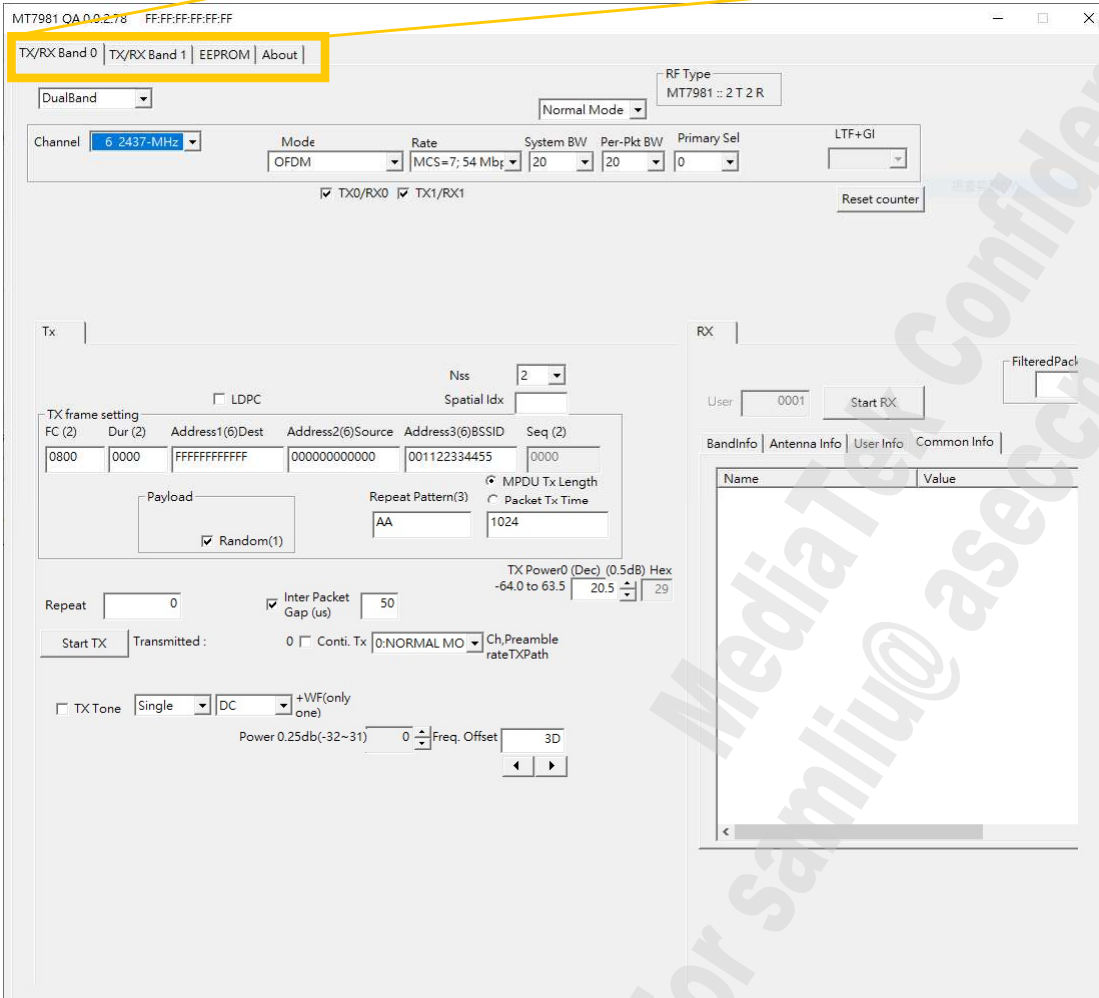 MT7981 QA 0.0.2.78 FF:FF:FF:FF:FF:FF
TX/RX Band 0 TX/RX Band 1 EEPROM About
RF Type
MT7981 :: 2 T 2 R
DualBand
Normal Mode
Channel 6 2437-MHz
Mode Rate System BW Per-Pkt BW Primary Sel LTF+GI
OFDM MCS=7; 54 Mbp 20 20 0
TX0/RX0 TX1/RX1
Reset counter
Tx
RX
FilteredPack
Nss 2
LDPC Spatial Idx
User 0001 Start RX
TX frame setting
FC (2) Dur (2) Address1(6)Dest Address2(6)Source Address3(6)BSSID Seq (2)
0800 0000 FFFFFFFFFFFF 000000000000 001122334455 0000
BandInfo Antenna Info User Info Common Info
Name Value
MPDU Tx Length
Payload Repeat Pattern(3) Packet Tx Time
AA 1024
Random(1)
TX Power0 (Dec) (0.5dB) Hex
-64.0 to 63.5 20.5 29
Repeat 0 Inter Packet Gap (us) 50
Start TX Transmitted : 0 Conti. Tx 0:NORMAL MO Ch,Preamble
rateTXPath
TX Tone Single DC +WF(only
one)
Power 0.25db(-32~31) 0 Freq. Offset 3D
MediaTek Confiden
or samliu@ asecc